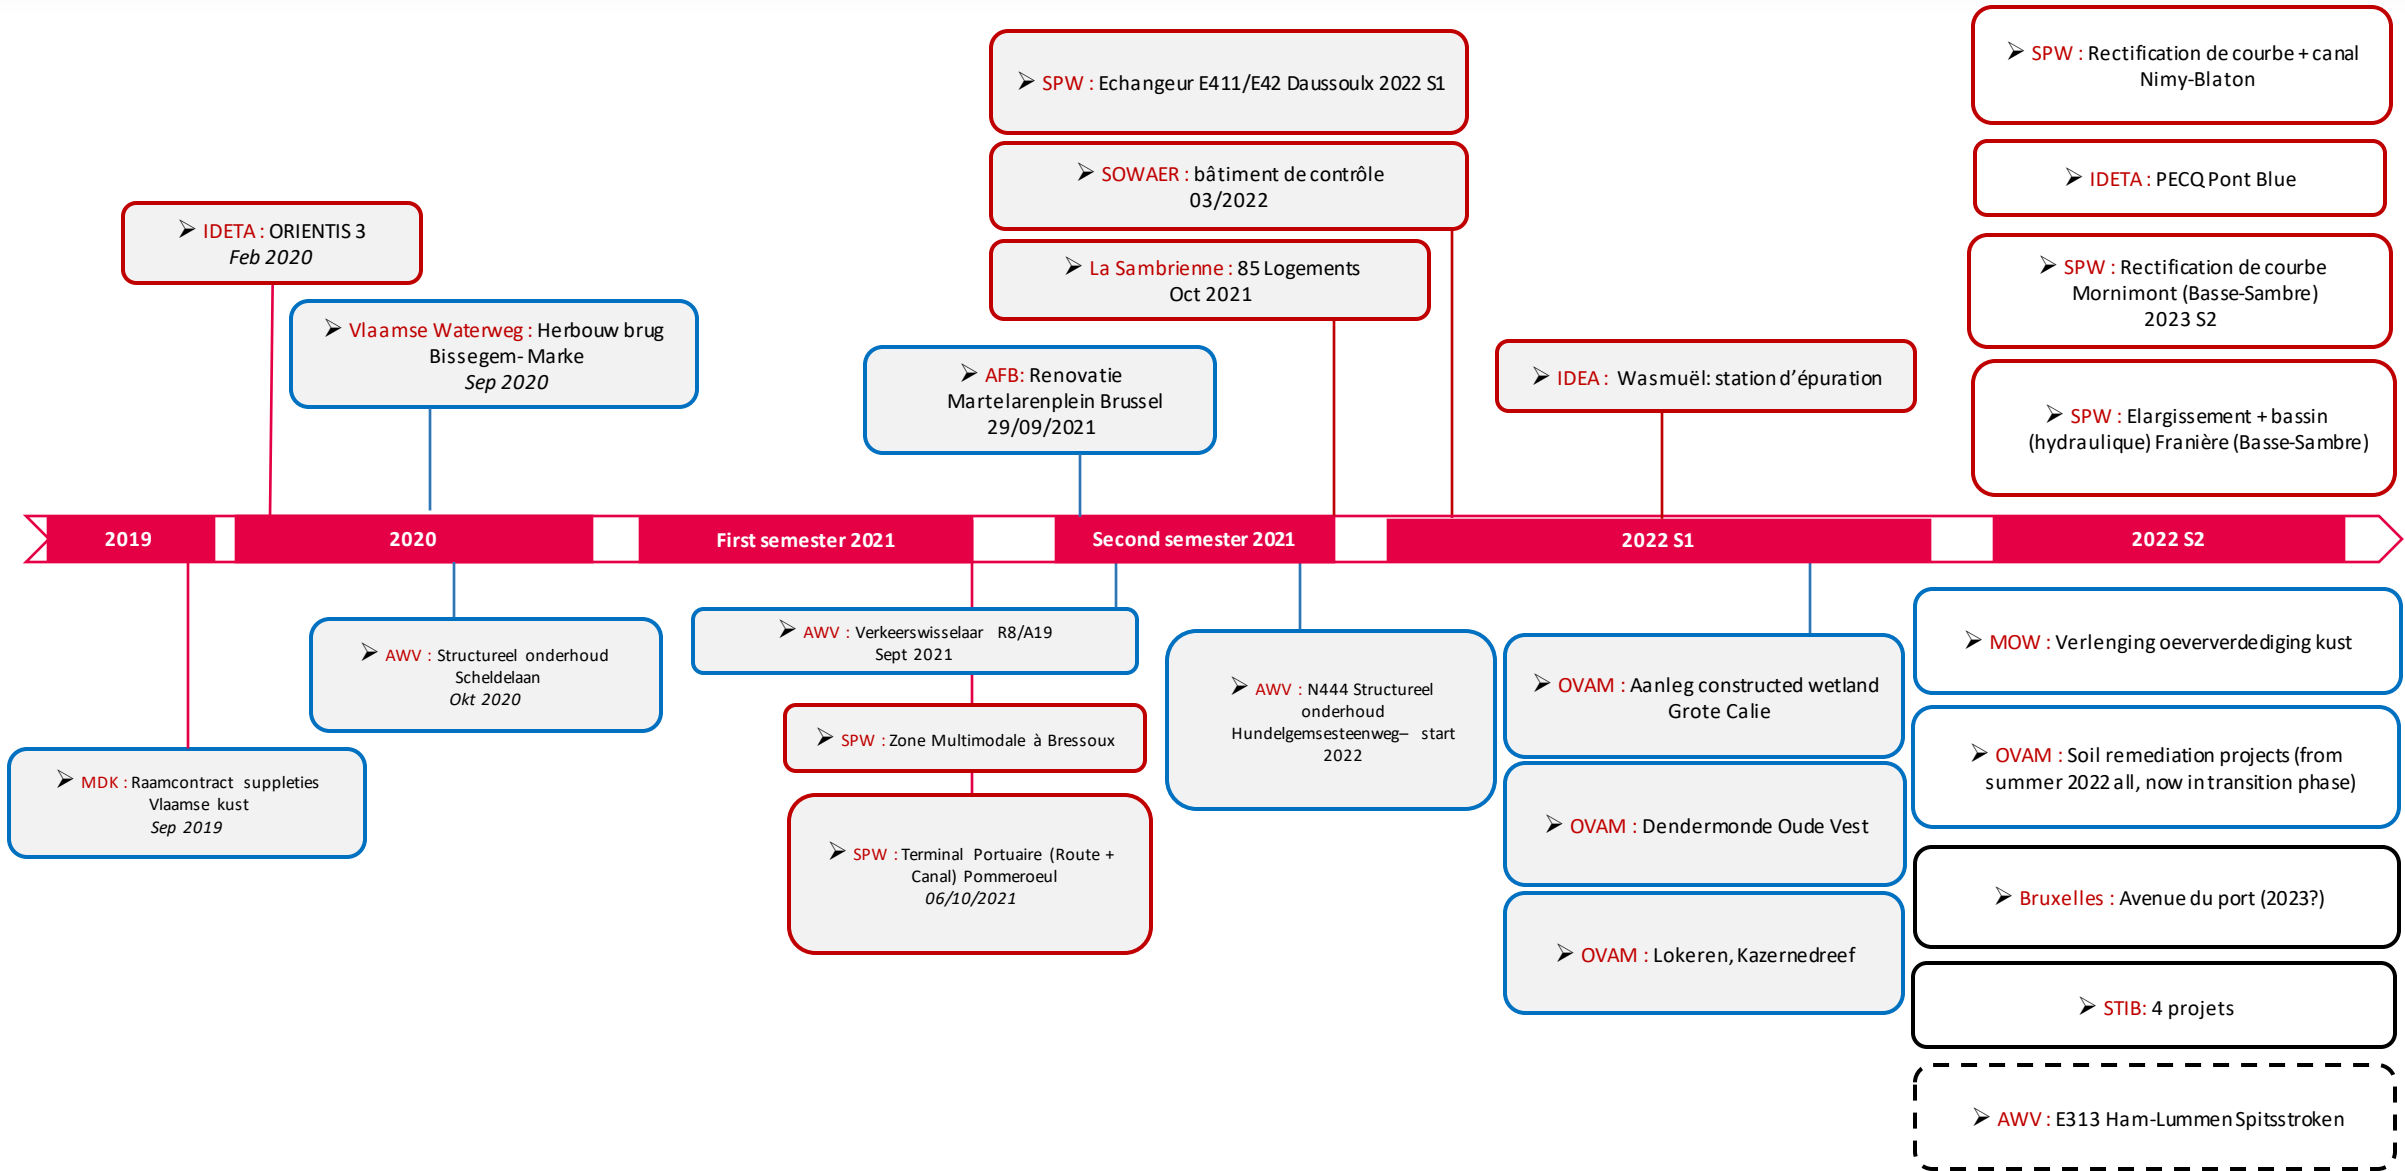 ➢ SPW : Rectification de courbe + canal
Nimy-Blaton
➢ SPW : Echangeur E411/E42 Daussoulx 2022 S1
➢ IDETA : PECQ Pont Blue
➢ SOWAER : bâtiment de contrôle
03/2022
➢ IDETA : ORIENTIS 3
Feb 2020
➢ La Sambrienne : 85 Logements
Oct 2021
➢ SPW : Rectification de courbe
Mornimont (Basse-Sambre)
2023 S2
➢ Vlaamse Waterweg : Herbouw brug
Bissegem- Marke
Sep 2020
➢ AFB: Renovatie
Martelarenplein Brussel
29/09/2021
➢ IDEA : Wasmuël: station d’épuration
➢ SPW : Elargissement + bassin
(hydraulique) Franière (Basse-Sambre)
2019
2020
First semester 2021
Second semester 2021
2022 S1
2022 S2
➢ MDK : Raamcontract suppleties
Vlaamse kust
Sep 2019
➢ AWV : Structureel onderhoud
Scheldelaan
Okt 2020
➢ AWV : Verkeerswisselaar R8/A19
Sept 2021
➢ SPW : Zone Multimodale à Bressoux
➢ SPW : Terminal Portuaire (Route +
Canal) Pommeroeul
06/10/2021
➢ AWV : N444 Structureel
onderhoud
Hundelgemsesteenweg– start
2022
➢ OVAM : Aanleg constructed wetland
Grote Calie
➢ OVAM : Dendermonde Oude Vest
➢ OVAM : Lokeren, Kazernedreef
➢ MOW : Verlenging oeververdediging kust
➢ OVAM : Soil remediation projects (from
summer 2022 all, now in transition phase)
➢ Bruxelles : Avenue du port (2023?)
➢ STIB: 4 projets
➢ AWV : E313 Ham-Lummen Spitsstroken